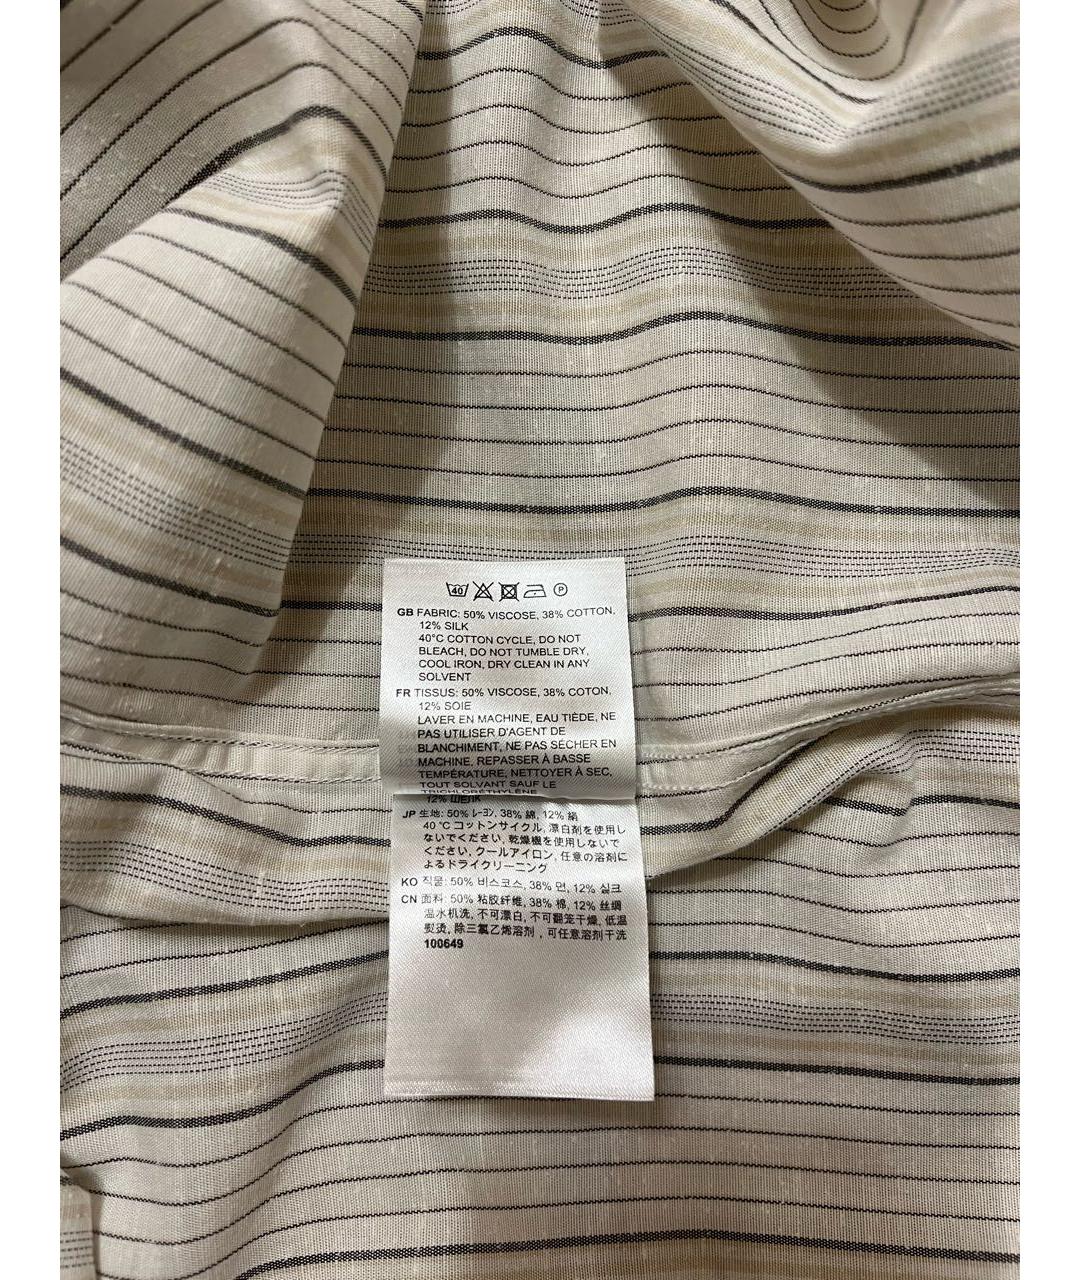 40 P
GB FABRIC: 50% VISCOSE, 38% COTTON,
12% SILK
40°C COTTON CYCLE, DO NOT
BLEACH, DO NOT TUMBLE DRY,
COOL IRON, DRY CLEAN IN ANY
SOLVENT
FR TISSUS: 50% VISCOSE, 38% COTON,
12% SOIE
LAVER EN MACHINE, EAU TIÈDE, NE
PAS UTILISER D'AGENT DE
BLANCHIMENT, NE PAS SÉCHER EN
MACHINE, REPASSER À BASSE
TEMPÉRATURE, NETTOYER À SEC,
TOUT SOLVANT SAUF LE
TRICHLORÉTHYLÈNE
12% ШЕЛК
JP 生地: 50% レーヨン, 38% 綿, 12% 絹
40 °C コットンサイクル, 漂白剤を使用し
ないでください, 乾燥機を使用しないで
ください, クールアイロン, 任意の溶剤に
よるドライクリーニング
KO 직물: 50% 비스코스, 38% 면, 12% 실크
CN 面料: 50% 粘胶纤维, 38% 棉, 12% 丝绸
温水机洗, 不可漂白, 不可翻笼干燥, 低温
熨烫, 除三氯乙烯溶剂，可任意溶剂干洗
100649